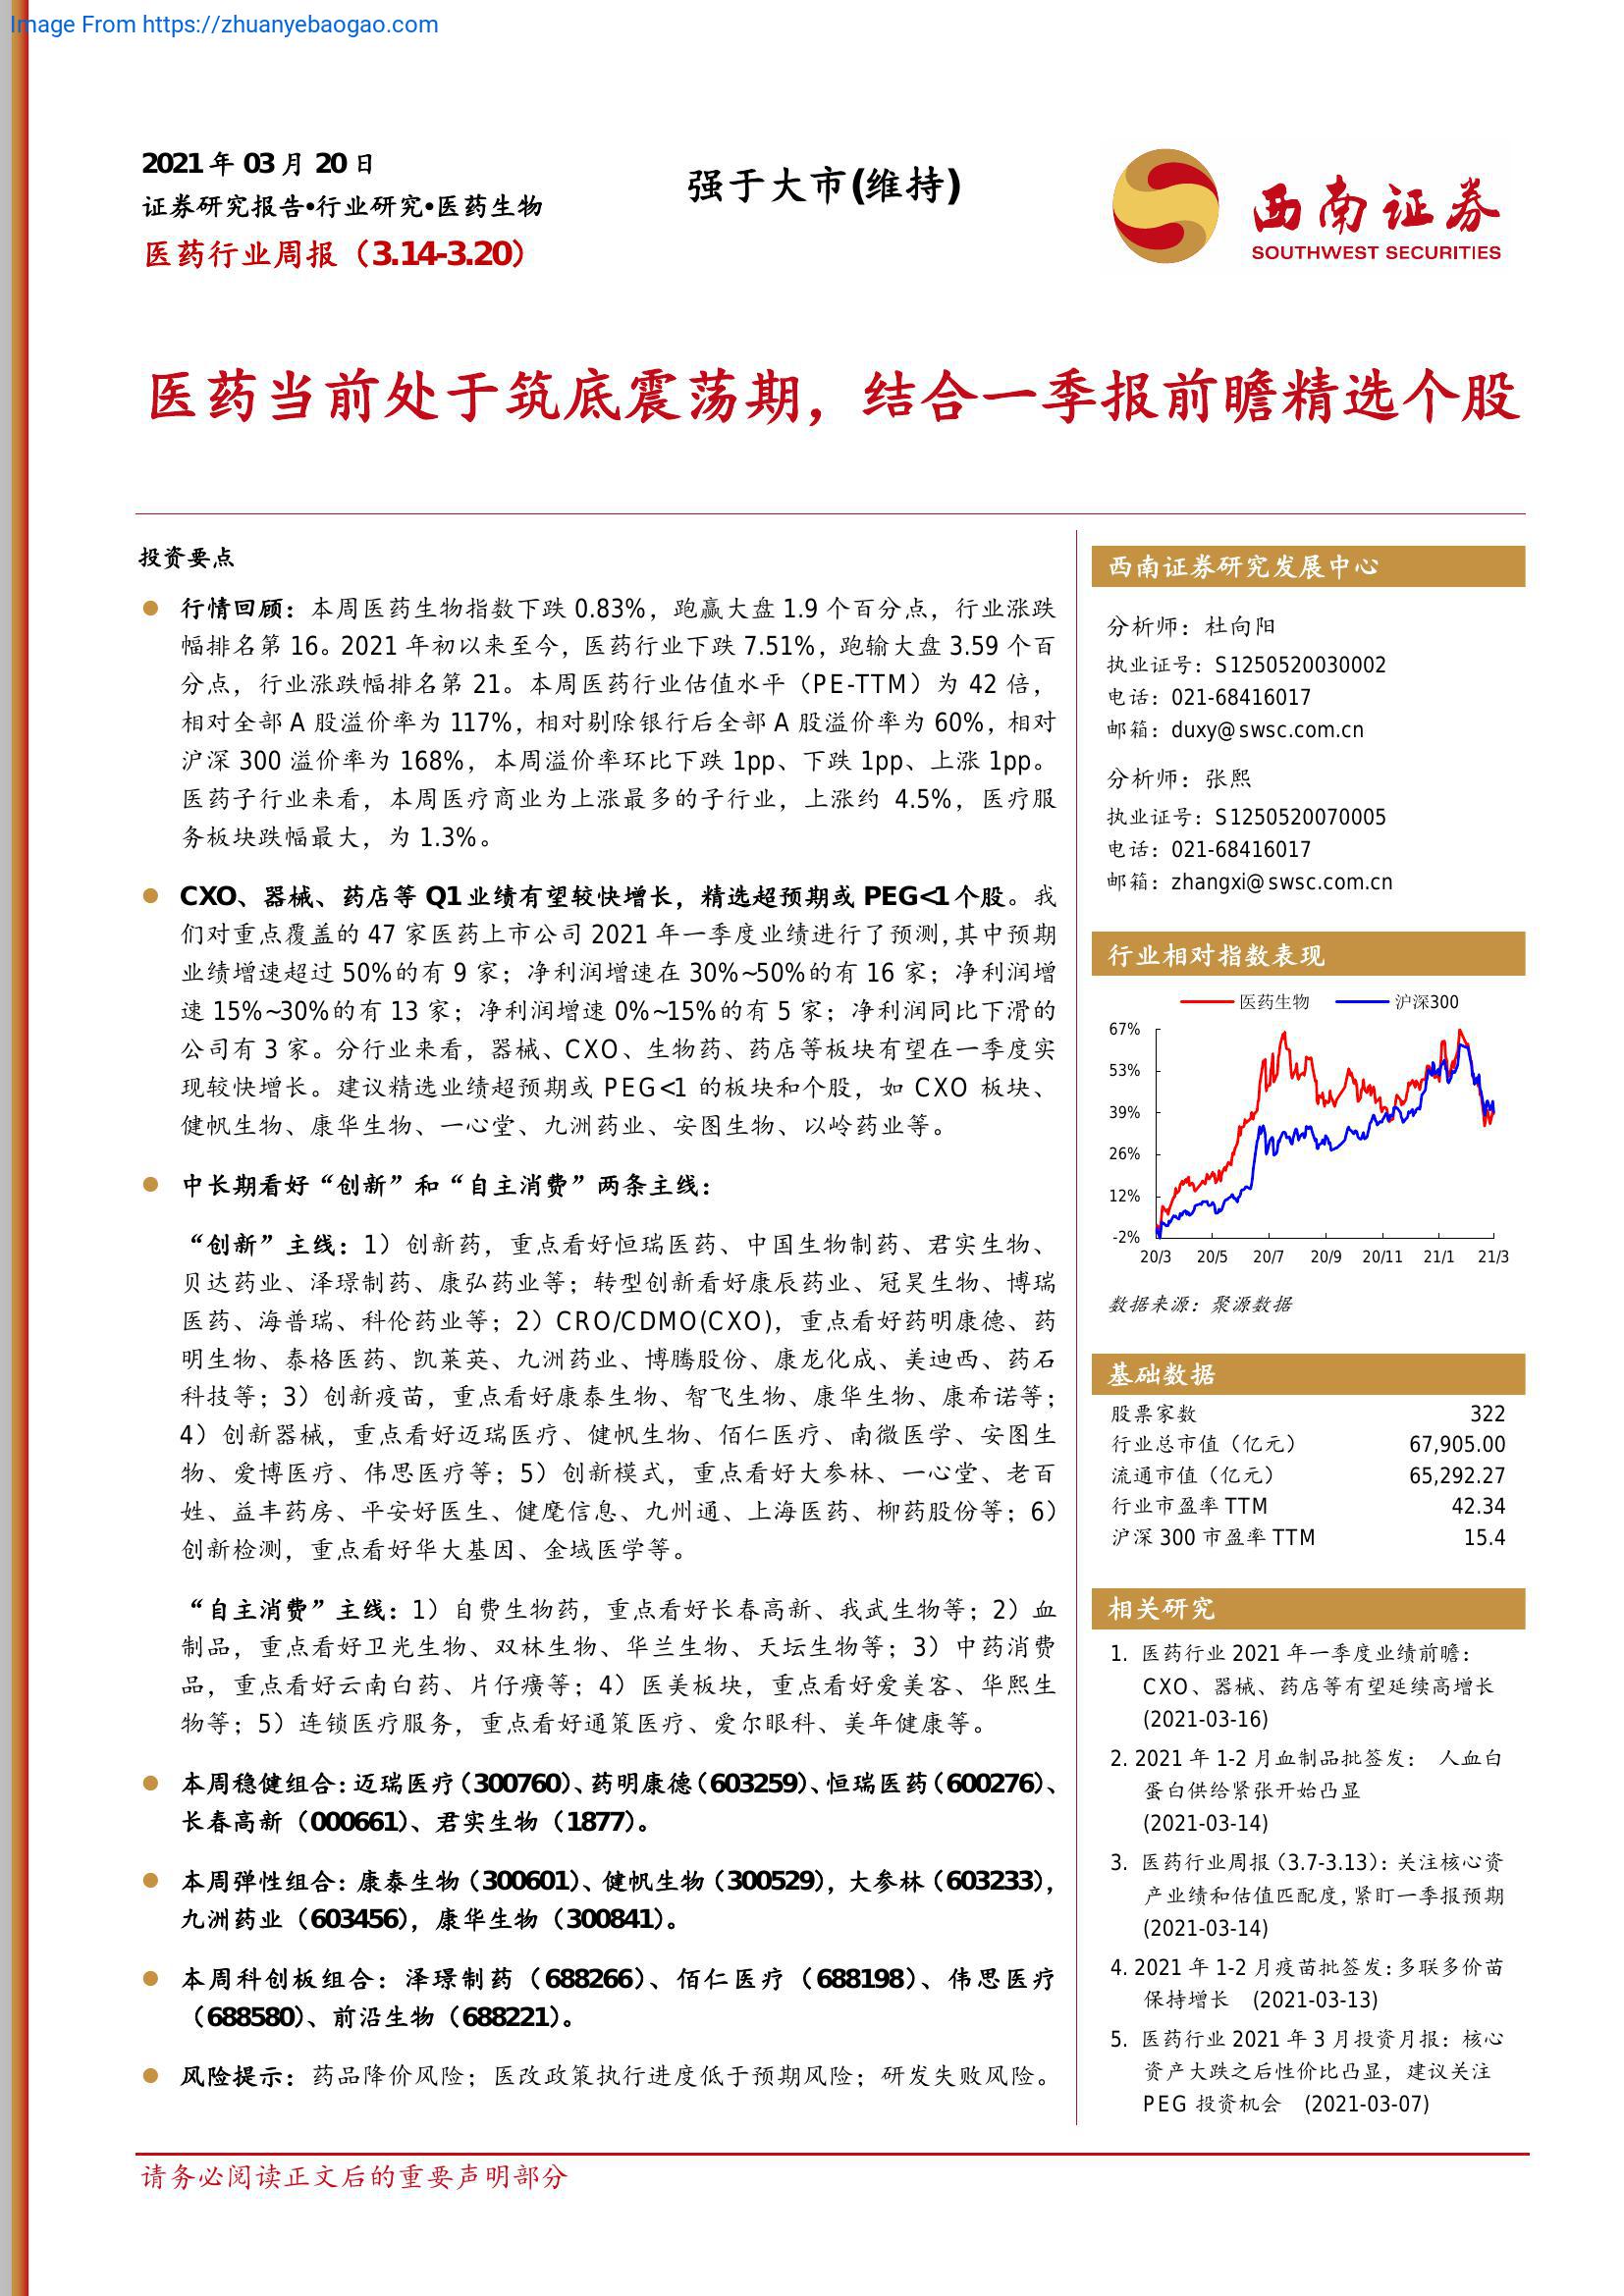 Image From https://zhuanyebaogao.com
2021 年 03 月 20 日
证券研究报告•行业研究•医药生物
医药行业周报（3.14-3.20）
强于大市(维持)
西南证券
SOUTHWEST SECURITIES
医药当前处于筑底震荡期，结合一季报前瞻精选个股
投资要点
行情回顾：本周医药生物指数下跌 0.83%，跑赢大盘 1.9 个百分点，行业涨跌
幅排名第 16。2021 年初以来至今，医药行业下跌 7.51%，跑输大盘 3.59 个百
分点，行业涨跌幅排名第 21。本周医药行业估值水平（PE-TTM）为 42 倍，
相对全部 A 股溢价率为 117%，相对剔除银行后全部 A 股溢价率为 60%，相对
沪深 300 溢价率为 168%，本周溢价率环比下跌 1pp、下跌 1pp、上涨 1pp。
医药子行业来看，本周医疗商业为上涨最多的子行业，上涨约 4.5%，医疗服
务板块跌幅最大，为 1.3%。
CXO、器械、药店等 Q1 业绩有望较快增长，精选超预期或 PEG<1 个股。我
们对重点覆盖的 47 家医药上市公司 2021 年一季度业绩进行了预测，其中预期
业绩增速超过 50%的有 9 家；净利润增速在 30%~50%的有 16 家；净利润增
速 15%~30%的有 13 家；净利润增速 0%~15%的有 5 家；净利润同比下滑的
公司有 3 家。分行业来看，器械、CXO、生物药、药店等板块有望在一季度实
现较快增长。建议精选业绩超预期或 PEG<1 的板块和个股，如 CXO 板块、
健帆生物、康华生物、一心堂、九洲药业、安图生物、以岭药业等。
中长期看好“创新”和“自主消费”两条主线：
“创新”主线：1）创新药，重点看好恒瑞医药、中国生物制药、君实生物、
贝达药业、泽璟制药、康弘药业等；转型创新看好康辰药业、冠昊生物、博瑞
医药、海普瑞、科伦药业等；2）CRO/CDMO(CXO)，重点看好药明康德、药
明生物、泰格医药、凯莱英、九洲药业、博腾股份、康龙化成、美迪西、药石
科技等；3）创新疫苗，重点看好康泰生物、智飞生物、康华生物、康希诺等；
4）创新器械，重点看好迈瑞医疗、健帆生物、佰仁医疗、南微医学、安图生
物、爱博医疗、伟思医疗等；5）创新模式，重点看好大参林、一心堂、老百
姓、益丰药房、平安好医生、健麾信息、九州通、上海医药、柳药股份等；6）
创新检测，重点看好华大基因、金域医学等。
“自主消费”主线：1）自费生物药，重点看好长春高新、我武生物等；2）血
制品，重点看好卫光生物、双林生物、华兰生物、天坛生物等；3）中药消费
品，重点看好云南白药、片仔癀等；4）医美板块，重点看好爱美客、华熙生
物等；5）连锁医疗服务，重点看好通策医疗、爱尔眼科、美年健康等。
本周稳健组合：迈瑞医疗（300760）、药明康德（603259）、恒瑞医药（600276）、
长春高新（000661）、君实生物（1877）。
本周弹性组合：康泰生物（300601）、健帆生物（300529），大参林（603233），
九洲药业（603456），康华生物（300841）。
本周科创板组合：泽璟制药（688266）、佰仁医疗（688198）、伟思医疗
（688580）、前沿生物（688221）。
风险提示：药品降价风险；医改政策执行进度低于预期风险；研发失败风险。
西南证券研究发展中心
分析师：杜向阳
执业证号：S1250520030002
电话：021-68416017
邮箱：duxy@swsc.com.cn
分析师：张熙
执业证号：S1250520070005
电话：021-68416017
邮箱：zhangxi@swsc.com.cn
行业相对指数表现
医药生物 沪深300
67%
53%
39%
26%
12%
-2%
20/3 20/5 20/7 20/9 20/11 21/1 21/3
数据来源：聚源数据
基础数据
股票家数 322
行业总市值（亿元） 67,905.00
流通市值（亿元） 65,292.27
行业市盈率 TTM 42.34
沪深 300 市盈率 TTM 15.4
相关研究
1. 医药行业 2021 年一季度业绩前瞻：
CXO、器械、药店等有望延续高增长
(2021-03-16)
2. 2021 年 1-2 月血制品批签发： 人血白
蛋白供给紧张开始凸显
(2021-03-14)
3. 医药行业周报（3.7-3.13）：关注核心资
产业绩和估值匹配度，紧盯一季报预期
(2021-03-14)
4. 2021 年 1-2 月疫苗批签发：多联多价苗
保持增长 (2021-03-13)
5. 医药行业 2021 年 3 月投资月报：核心
资产大跌之后性价比凸显，建议关注
PEG 投资机会 (2021-03-07)
请务必阅读正文后的重要声明部分